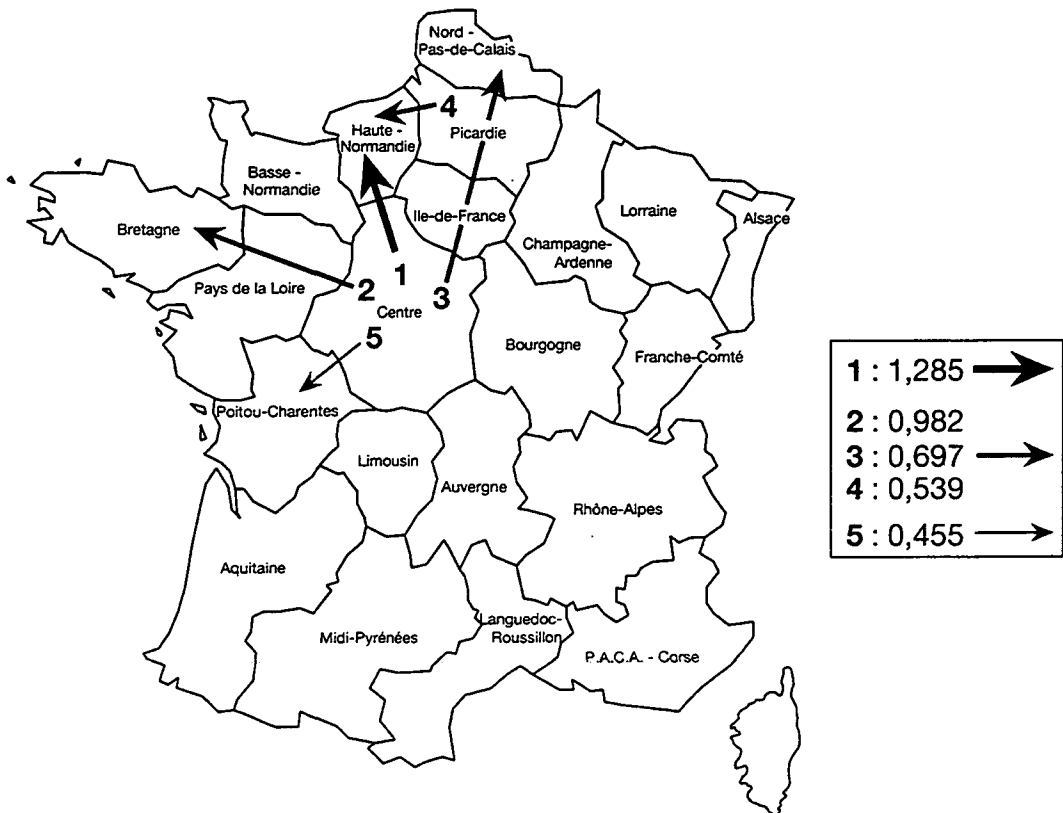 Nord -
Pas-de-Calais
4
Haute -
Normandie
Picardie
Basse -
Normandie
Ile-de-France
Lorraine
Alsace
Bretagne
Champagne-
Ardenne
1
2
3
Pays de la Loire
Centre
5
Bourgogne
Franche-Comté
Poitou-Charentes
Limousin
Auvergne
Rhône-Alpes
Aquitaine
Midi-Pyrénées
Languedoc-
Roussillon
P.A.C.A. - Corse
1 : 1,285
2 : 0,982
3 : 0,697
4 : 0,539
5 : 0,455